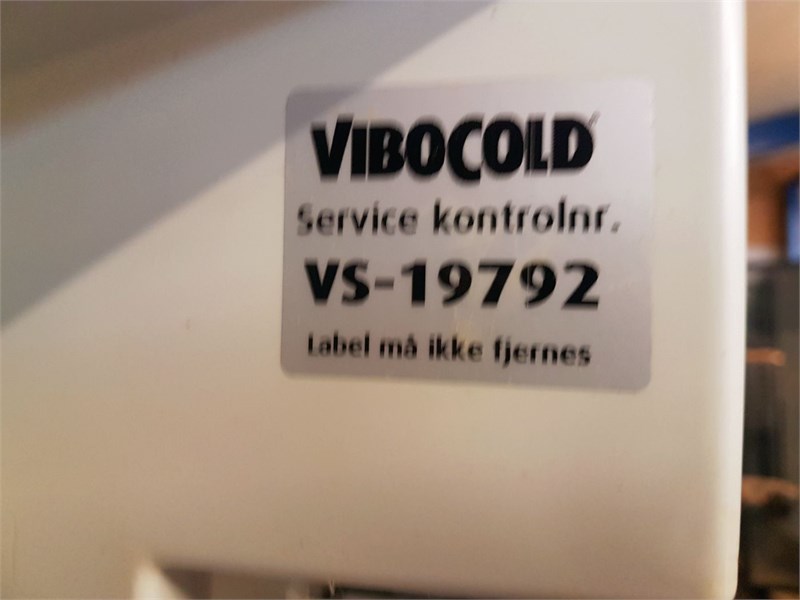 VIBOCOLD
Service kontrolnr.
VS-19792
Label må ikke fjernes